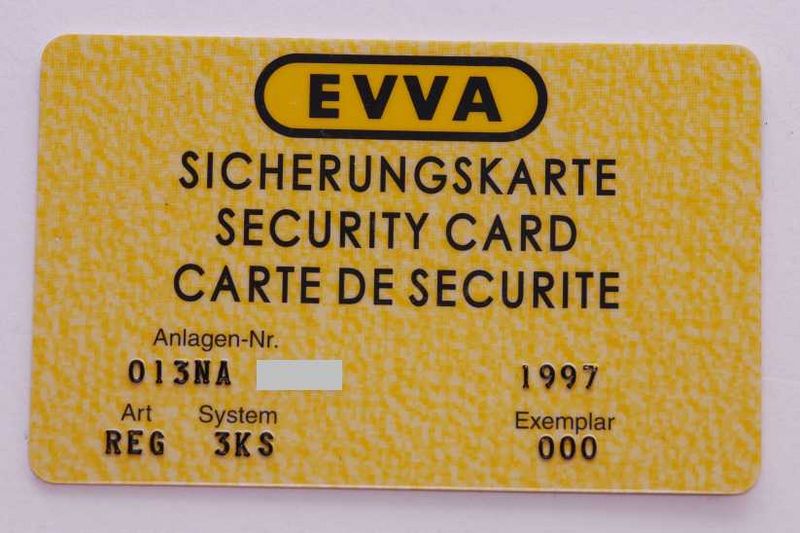 EVVA
SICHERUNGSKARTE
SECURITY CARD
CARTE DE SECURITE
Anlagen-Nr.
013NA 1997
Art System Exemplar
REG 3KS 000